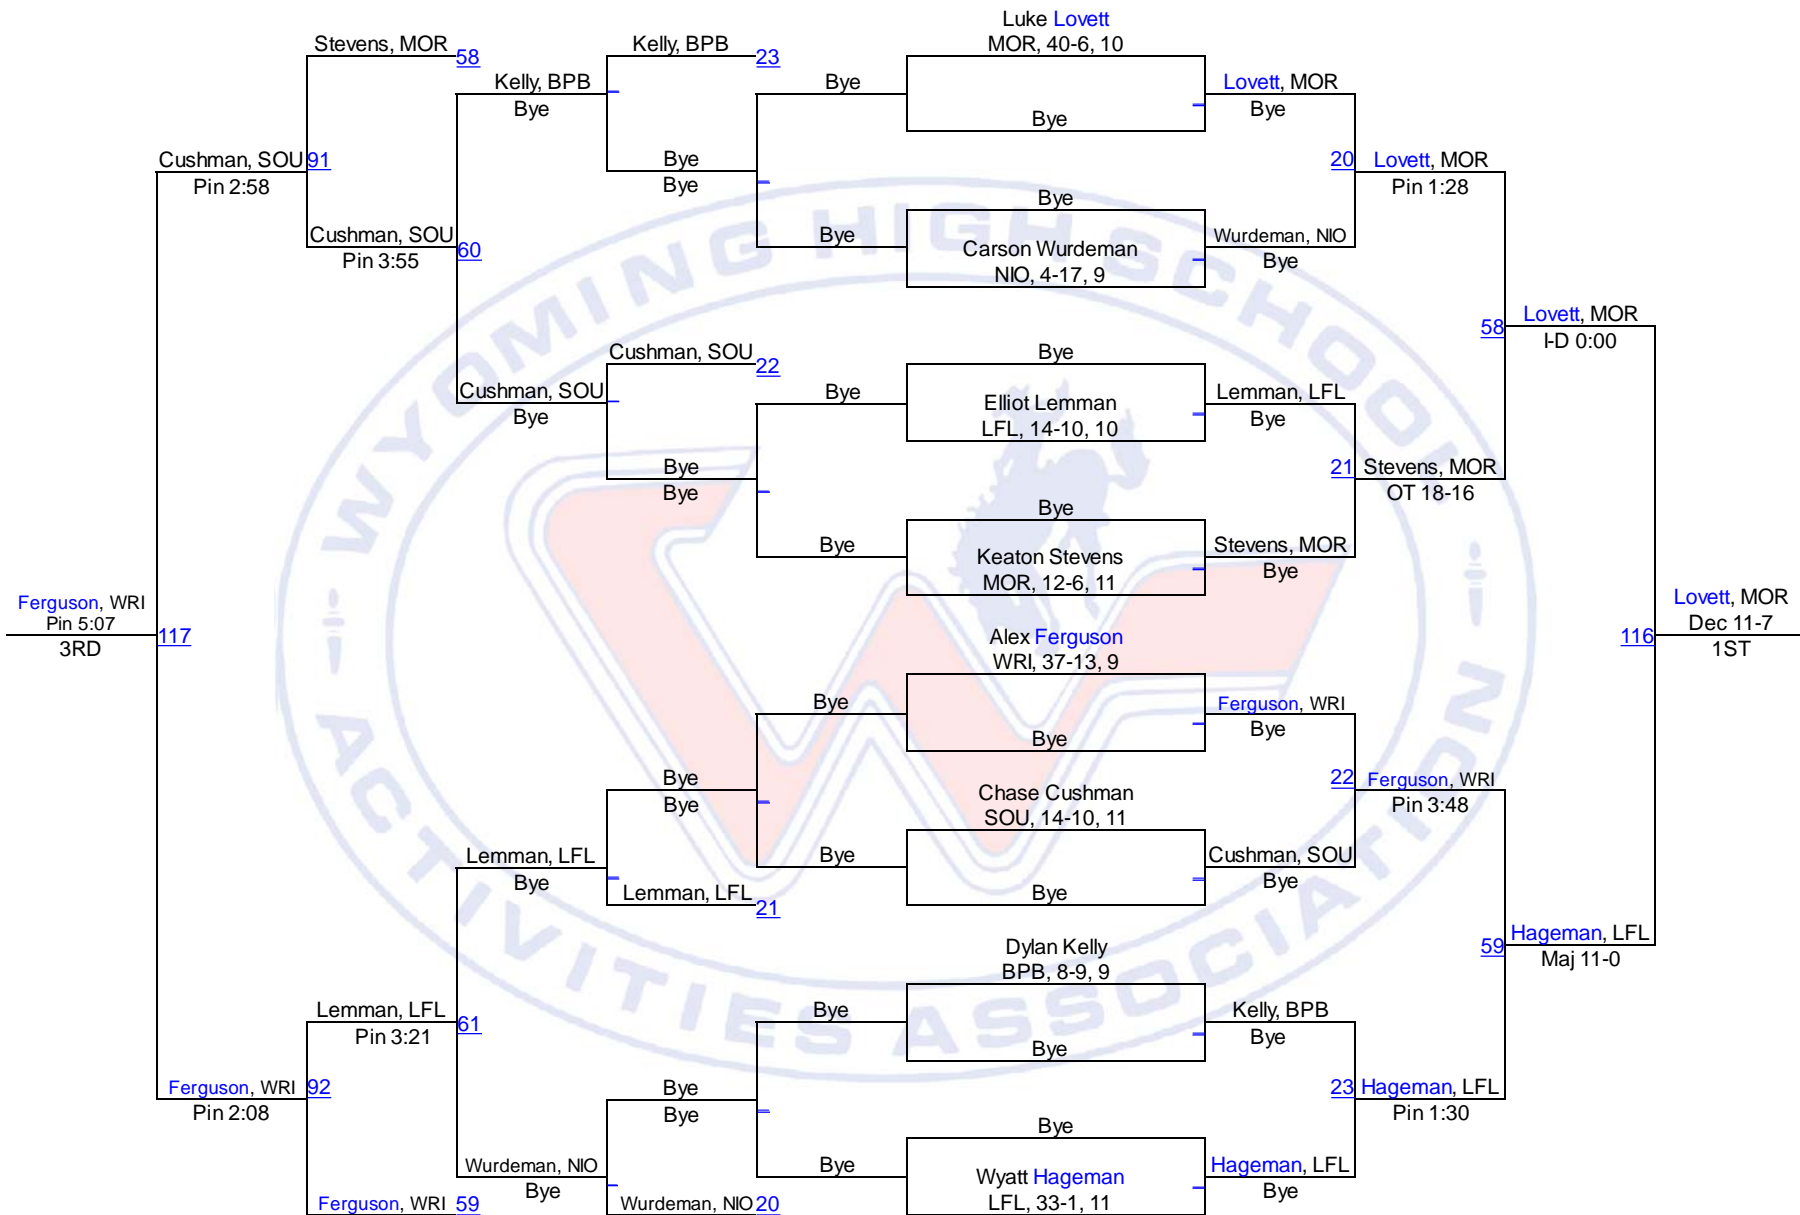 Luke Lovett
MOR, 40-6, 10
Stevens, MOR
58
Kelly, BPB
23
Kelly, BPB
Bye
Bye
Lovett, MOR
Bye
Bye
Cushman, SOU
91
Pin 2:58
Bye
Bye
20
Lovett, MOR
Pin 1:28
Bye
Cushman, SOU
60
Pin 3:55
Bye
Carson Wurdeman
NIO, 4-17, 9
Wurdeman, NIO
Bye
WYOMING HIGH SCHOOL
58
Lovett, MOR
I-D 0:00
Cushman, SOU
22
Bye
Cushman, SOU
Bye
Bye
Elliot Lemman
LFL, 14-10, 10
Lemman, LFL
Bye
Bye
Bye
21
Stevens, MOR
OT 18-16
Bye
Bye
Keaton Stevens
MOR, 12-6, 11
Stevens, MOR
Bye
Ferguson, WRI
Pin 5:07
3RD
117
Alex Ferguson
WRI, 37-13, 9
116
Lovett, MOR
Dec 11-7
1ST
Bye
Bye
Ferguson, WRI
Bye
Bye
Bye
Chase Cushman
SOU, 14-10, 11
22
Ferguson, WRI
Pin 3:48
Lemman, LFL
Bye
Bye
Bye
Cushman, SOU
Bye
Lemman, LFL
21
ACTIVITIES ASSOCIATION
59
Hageman, LFL
Maj 11-0
Dylan Kelly
BPB, 8-9, 9
Lemman, LFL
61
Pin 3:21
Bye
Bye
Kelly, BPB
Bye
Ferguson, WRI
92
Pin 2:08
Bye
Bye
23
Hageman, LFL
Pin 1:30
Bye
Wurdeman, NIO
Bye
Bye
Wyatt Hageman
LFL, 33-1, 11
Hageman, LFL
Bye
Ferguson, WRI
59
Wurdeman, NIO
20